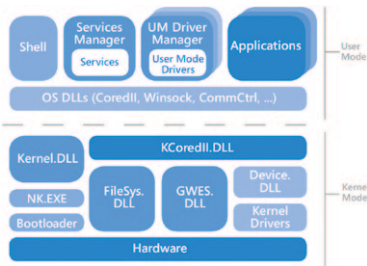 Shell
Services
Manager
Services
UM Driver
Manager
User Mode
Drivers
Applications
User
Mode
OS DLLs (Coredll, Winsock, CommCtrl, ...)
Kernel.DLL
KCoredll.DLL
NK.EXE
Bootloader
FileSys.
DLL
GWES.
DLL
Device.
DLL
Kernel
Drivers
Kernel
Mode
Hardware